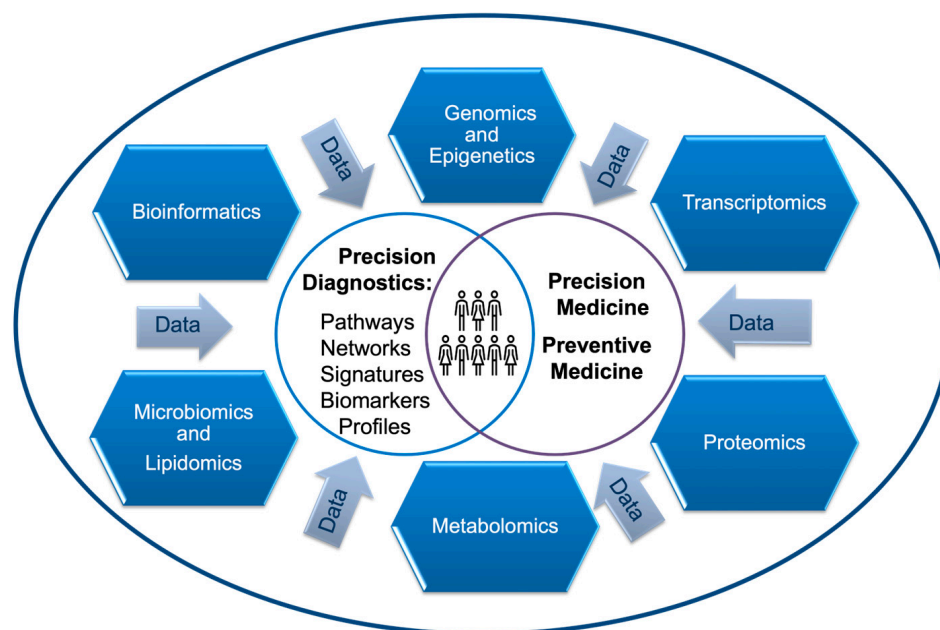 Genomics
and
Epigenetics
Data
Data
Bioinformatics
Transcriptomics
Precision
Diagnostics:
Pathways
Networks
Signatures
Biomarkers
Profiles
Precision
Medicine
Preventive
Medicine
Data
Data
Microbiomics
and
Lipidomics
Proteomics
Data
Metabolomics
Data